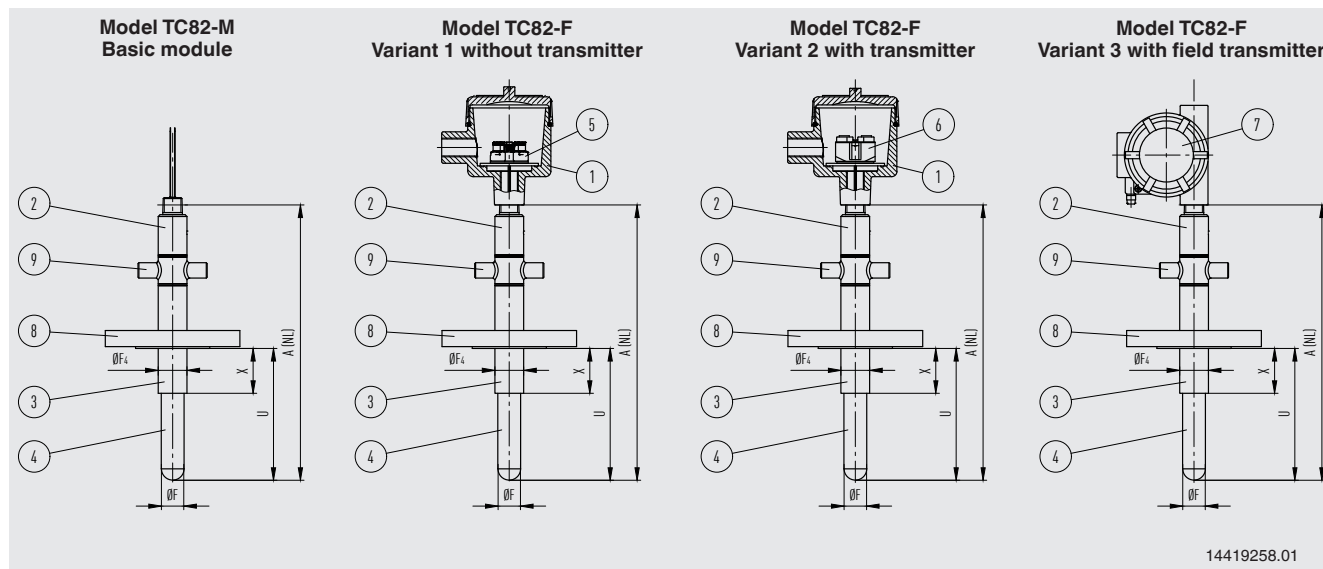 Model TC82-M
Basic module
Model TC82-F
Variant 1 without transmitter
Model TC82-F
Variant 2 with transmitter
Model TC82-F
Variant 3 with field transmitter
2
9
8
3
4
ØF4
X
U
A (NL)
ØF
5
1
2
9
8
3
4
ØF4
X
U
A (NL)
ØF
6
1
2
9
8
3
4
ØF4
X
U
A (NL)
ØF
7
2
9
8
3
4
ØF4
X
U
A (NL)
ØF
14419258.01